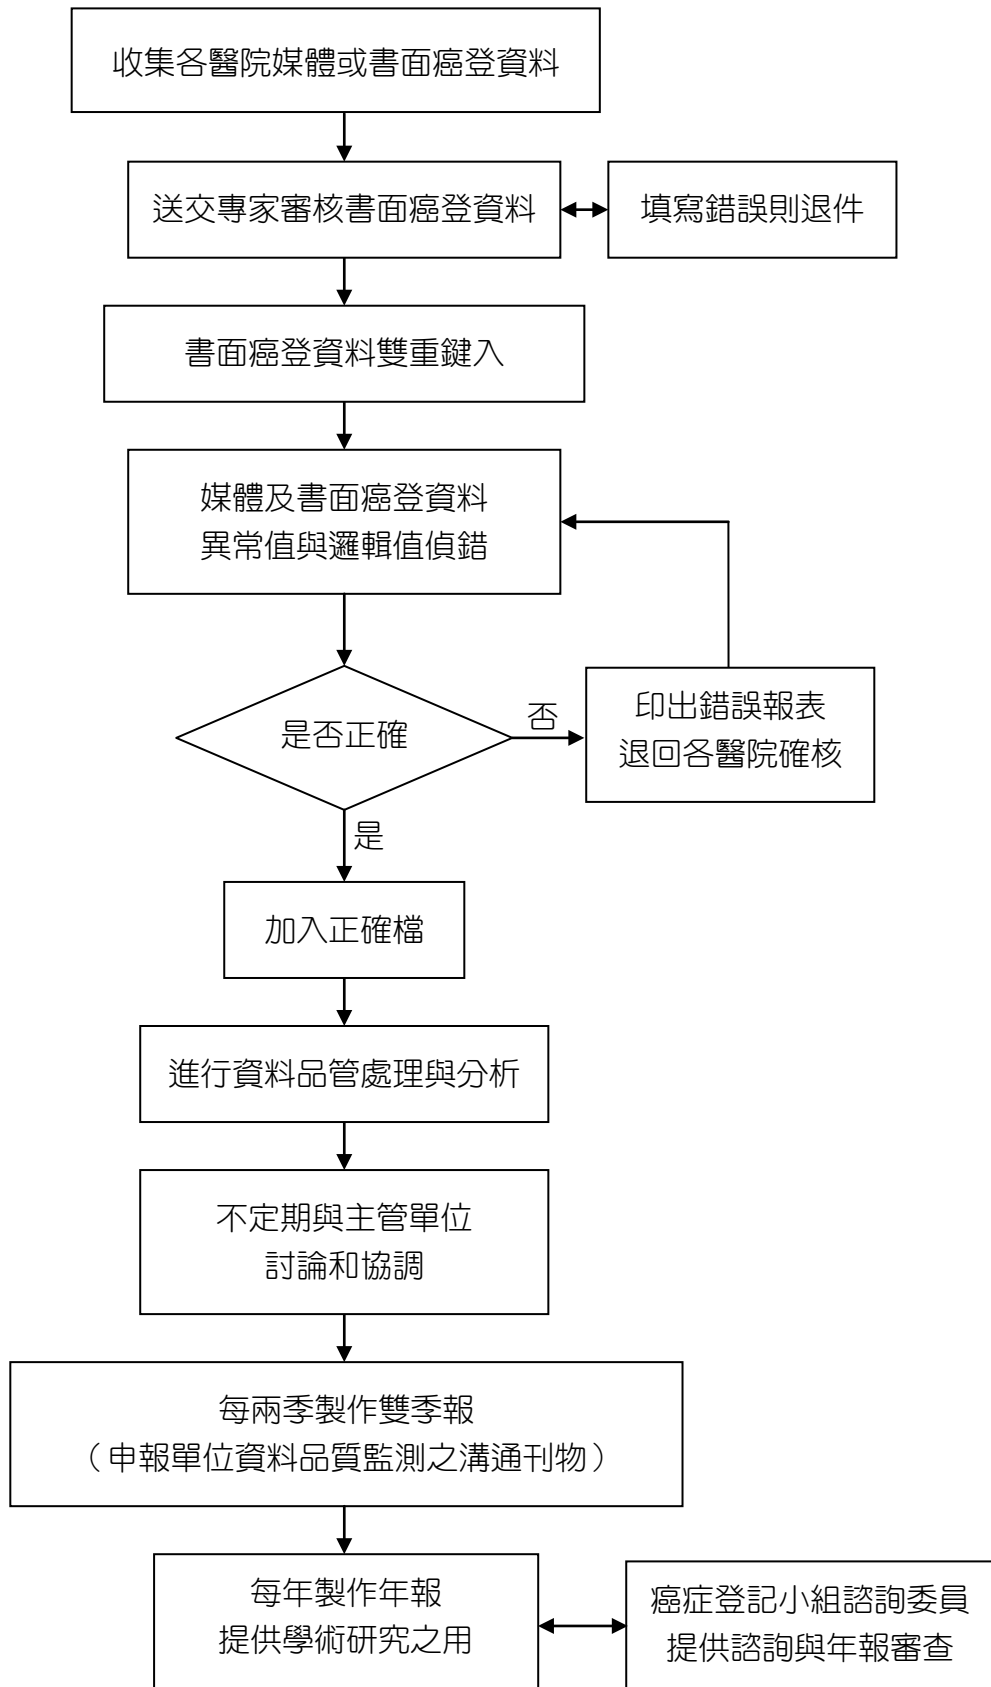 收集各醫院媒體或書面癌登資料
送交專家審核書面癌登資料
填寫錯誤則退件
書面癌登資料雙重鍵入
媒體及書面癌登資料
異常值與邏輯值偵錯
是否正確
否
印出錯誤報表
退回各醫院確核
是
加入正確檔
進行資料品管處理與分析
不定期與主管單位
討論和協調
每兩季製作雙季報
（申報單位資料品質監測之溝通刊物）
每年製作年報
提供學術研究之用
癌症登記小組諮詢委員
提供諮詢與年報審查